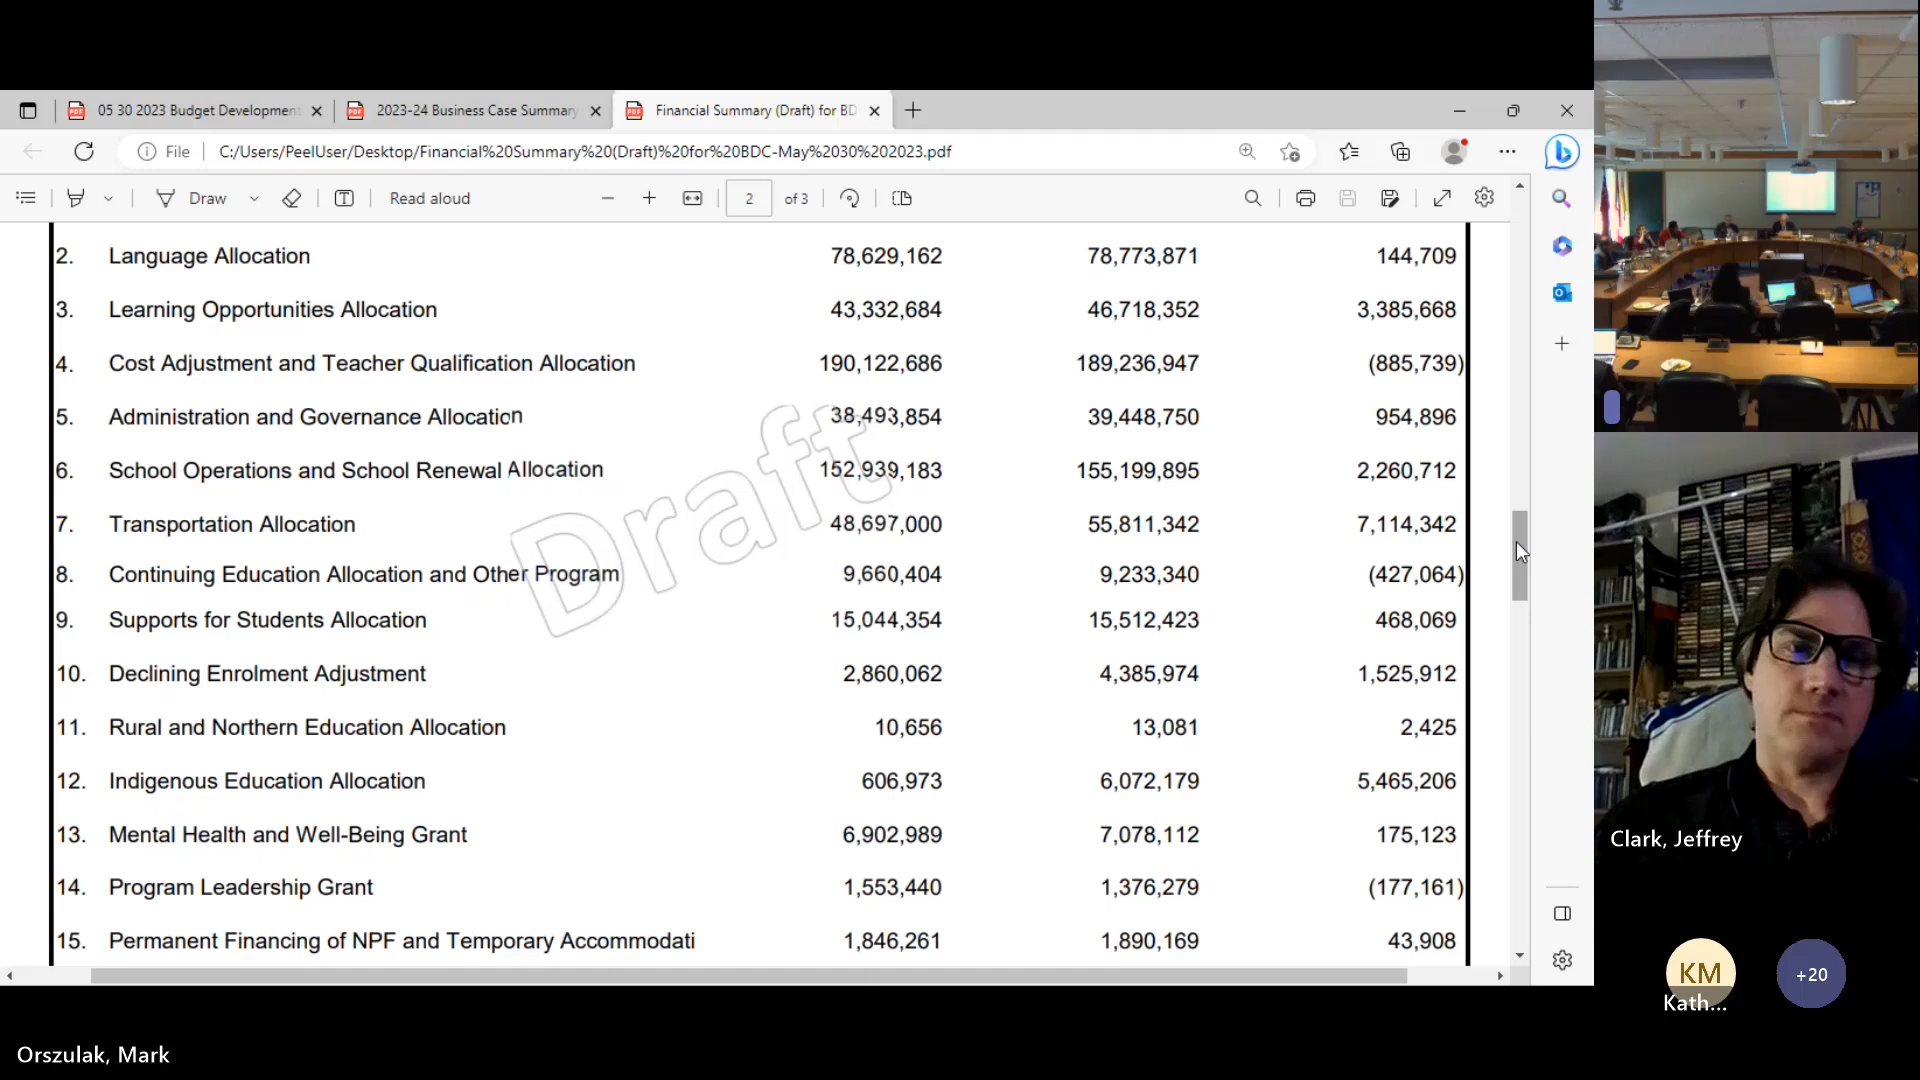 05 30 2023 Budget Development
2023-24 Business Case Summary
Financial Summary (Draft) for BD
File
C:/Users/PeelUser/Desktop/Financial%20Summary%20(Draft)%20for%20BDC-May%2030%202023.pdf
Draw
Read aloud
2 of 3
2. Language Allocation 78,629,162 78,773,871 144,709
3. Learning Opportunities Allocation 43,332,684 46,718,352 3,385,668
4. Cost Adjustment and Teacher Qualification Allocation 190,122,686 189,236,947 (885,739)
5. Administration and Governance Allocation 38,493,854 39,448,750 954,896
6. School Operations and School Renewal Allocation 152,939,183 155,199,895 2,260,712
7. Transportation Allocation 48,697,000 55,811,342 7,114,342
8. Continuing Education Allocation and Other Program 9,660,404 9,233,340 (427,064)
9. Supports for Students Allocation 15,044,354 15,512,423 468,069
10. Declining Enrolment Adjustment 2,860,062 4,385,974 1,525,912
11. Rural and Northern Education Allocation 10,656 13,081 2,425
12. Indigenous Education Allocation 606,973 6,072,179 5,465,206
13. Mental Health and Well-Being Grant 6,902,989 7,078,112 175,123
14. Program Leadership Grant 1,553,440 1,376,279 (177,161)
15. Permanent Financing of NPF and Temporary Accommodati 1,846,261 1,890,169 43,908
Draft
Clark, Jeffrey
KM
Kath...
+20
Orszulak, Mark